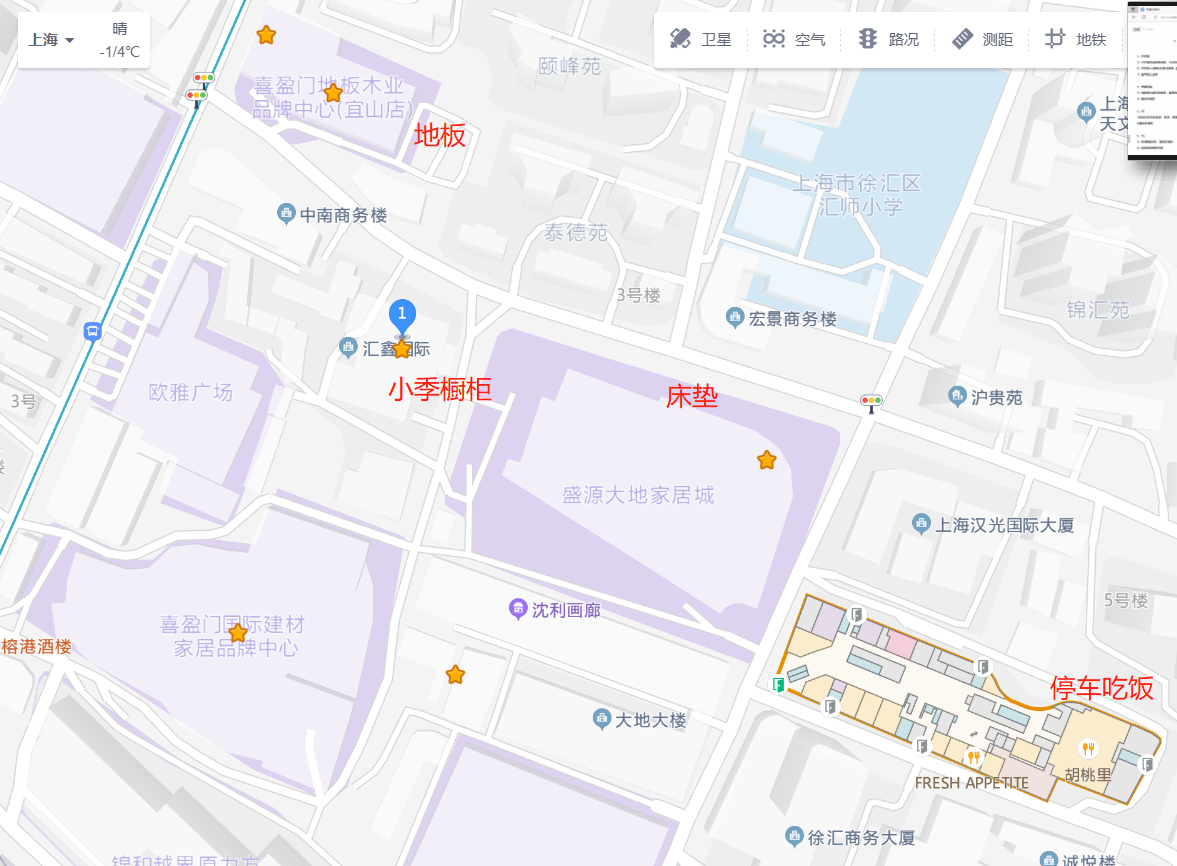 上海
晴
-1/4℃
卫星
空气
路况
测距
地铁
颐峰苑
喜盈门地板木业
品牌中心(宜山店)
地板
上海
天文
上海市徐汇区
汇师小学
中南商务楼
泰德苑
3号楼
锦汇苑
1
宏景商务楼
汇鑫国际
小季橱柜
床垫
欧雅广场
3号
沪贵苑
盛源大地家居城
上海汉光国际大厦
5号楼
沈利画廊
喜盈门国际建材
家居品牌中心
榕港酒楼
停车吃饭
大地大楼
胡桃里
FRESH APPETITE
徐汇商务大厦
诚悦楼